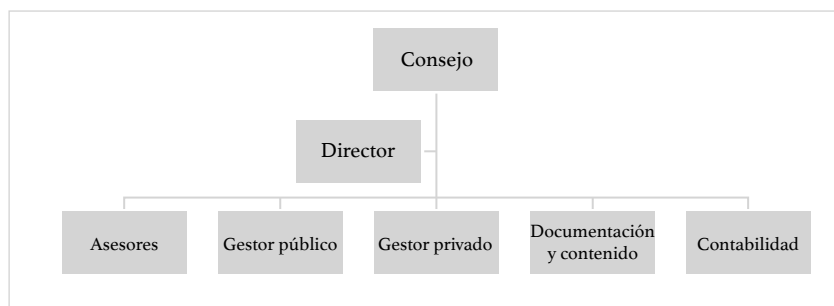 Consejo
Director
Asesores
Gestor público
Gestor privado
Documentación
y contenido
Contabilidad